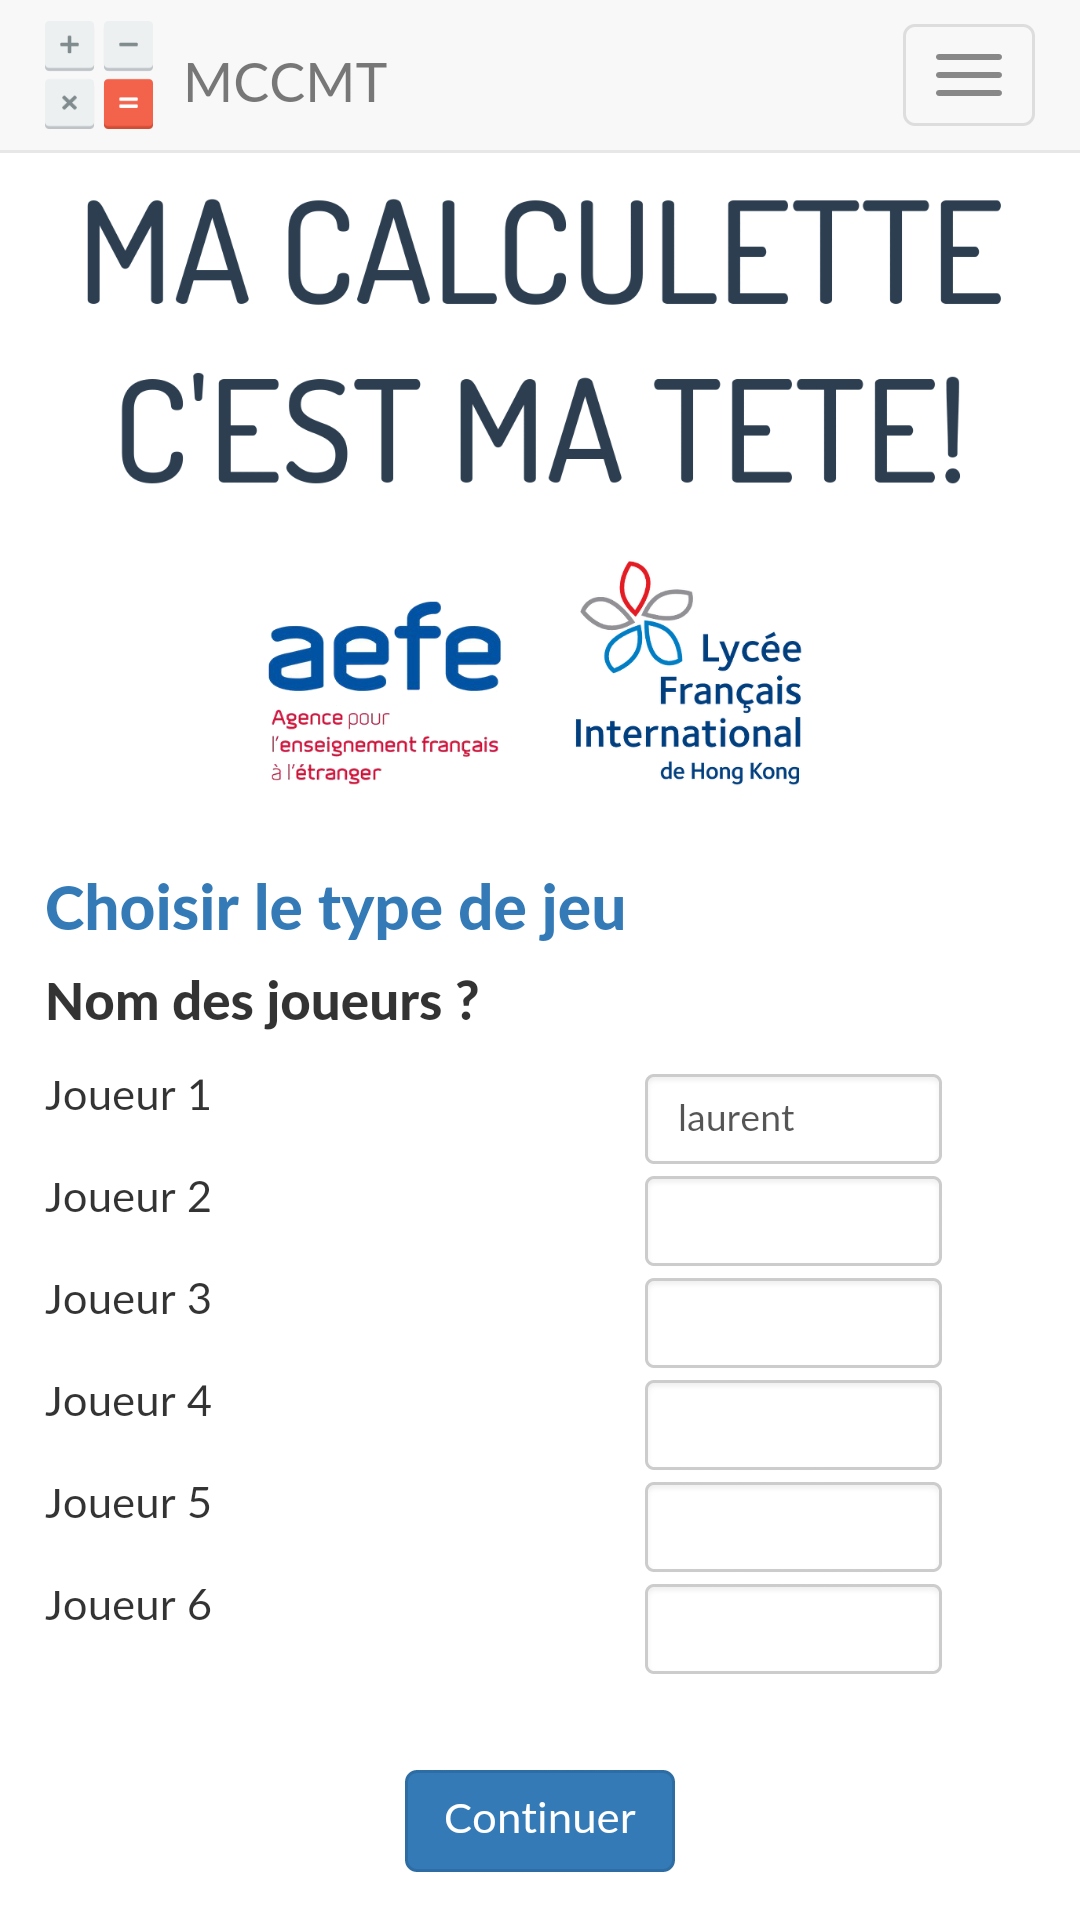 MCCMT
MA CALCULETTE
C'EST MA TETE!
aefe
Agence pour
l'enseignement français
à l'étranger
Lycée
Français
International
de Hong Kong
Choisir le type de jeu
Nom des joueurs ?
Joueur 1
laurent
Joueur 2
Joueur 3
Joueur 4
Joueur 5
Joueur 6
Continuer